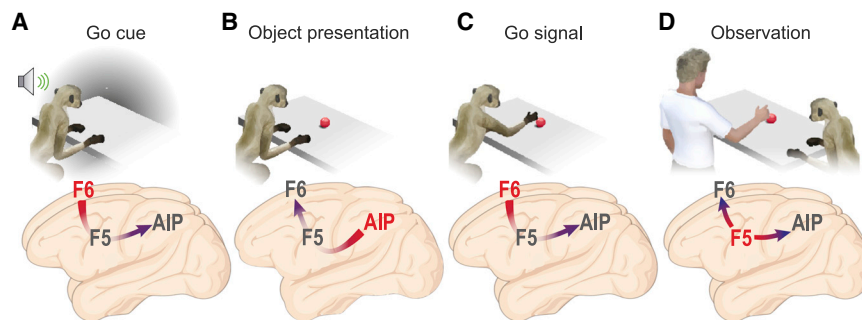 A Go cue
B Object presentation
C Go signal
D Observation
F6
F5
AIP
F6
F5
AIP
F6
F5
AIP
F6
F5
AIP